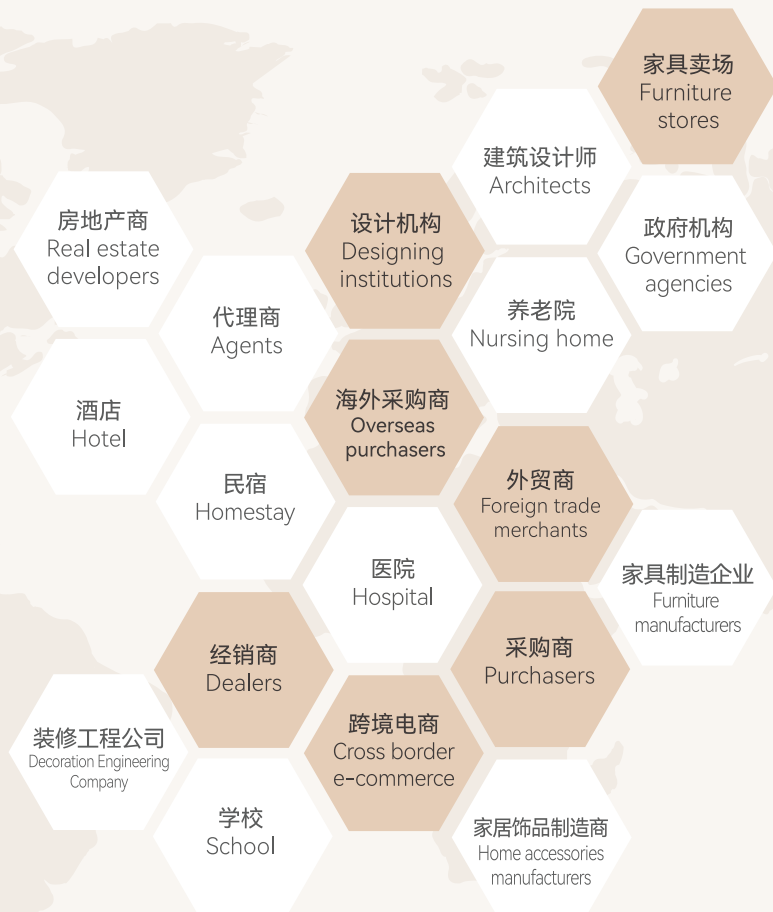 家具卖场
Furniture
stores
建筑设计师
Architects
房地产商
Real estate
developers
设计机构
Designing
institutions
政府机构
Government
agencies
代理商
Agents
养老院
Nursing home
酒店
Hotel
海外采购商
Overseas
purchasers
民宿
Homestay
外贸商
Foreign trade
merchants
医院
Hospital
家具制造企业
Furniture
manufacturers
经销商
Dealers
采购商
Purchasers
装修工程公司
Decoration Engineering
Company
跨境电商
Cross border
e-commerce
学校
School
家居饰品制造商
Home accessories
manufacturers